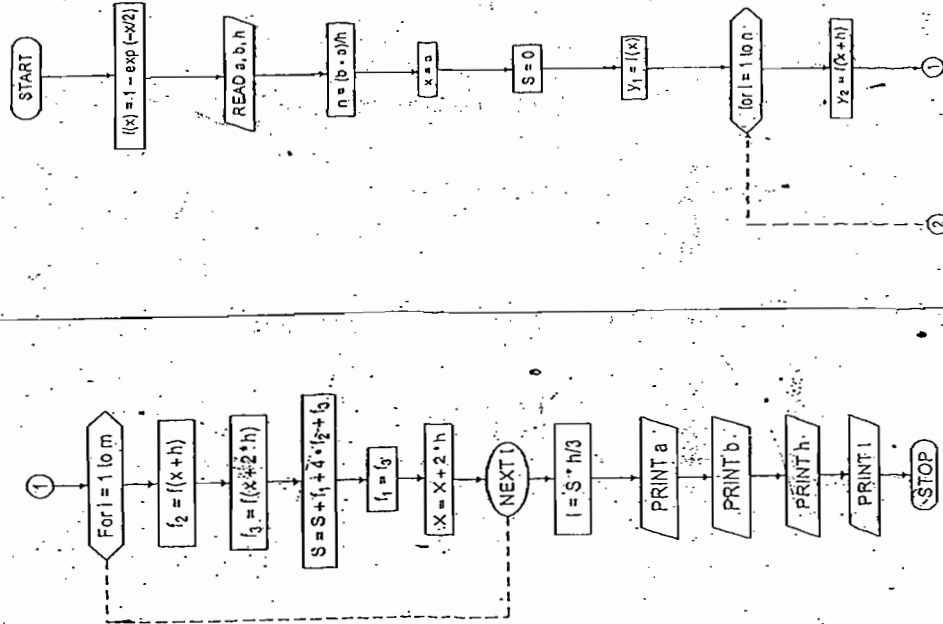 1
For I = 1 to m
f₂ = f(x + h)
f₃ = f(x + 2 * h)
S = S + f₁ + 4 * f₂ + f₃
f₁ = f₃
X = X + 2 * h
NEXT I
I = S * h/3
PRINT a
PRINT b
PRINT h
PRINT I
STOP
START
f(x) = 1 – exp (–x/2)
READ a, b, h
n = (b - a)/h
x = a
S = 0
y₁ = f(x)
for I = 1 to n
y₂ = f(x + h)
2
1